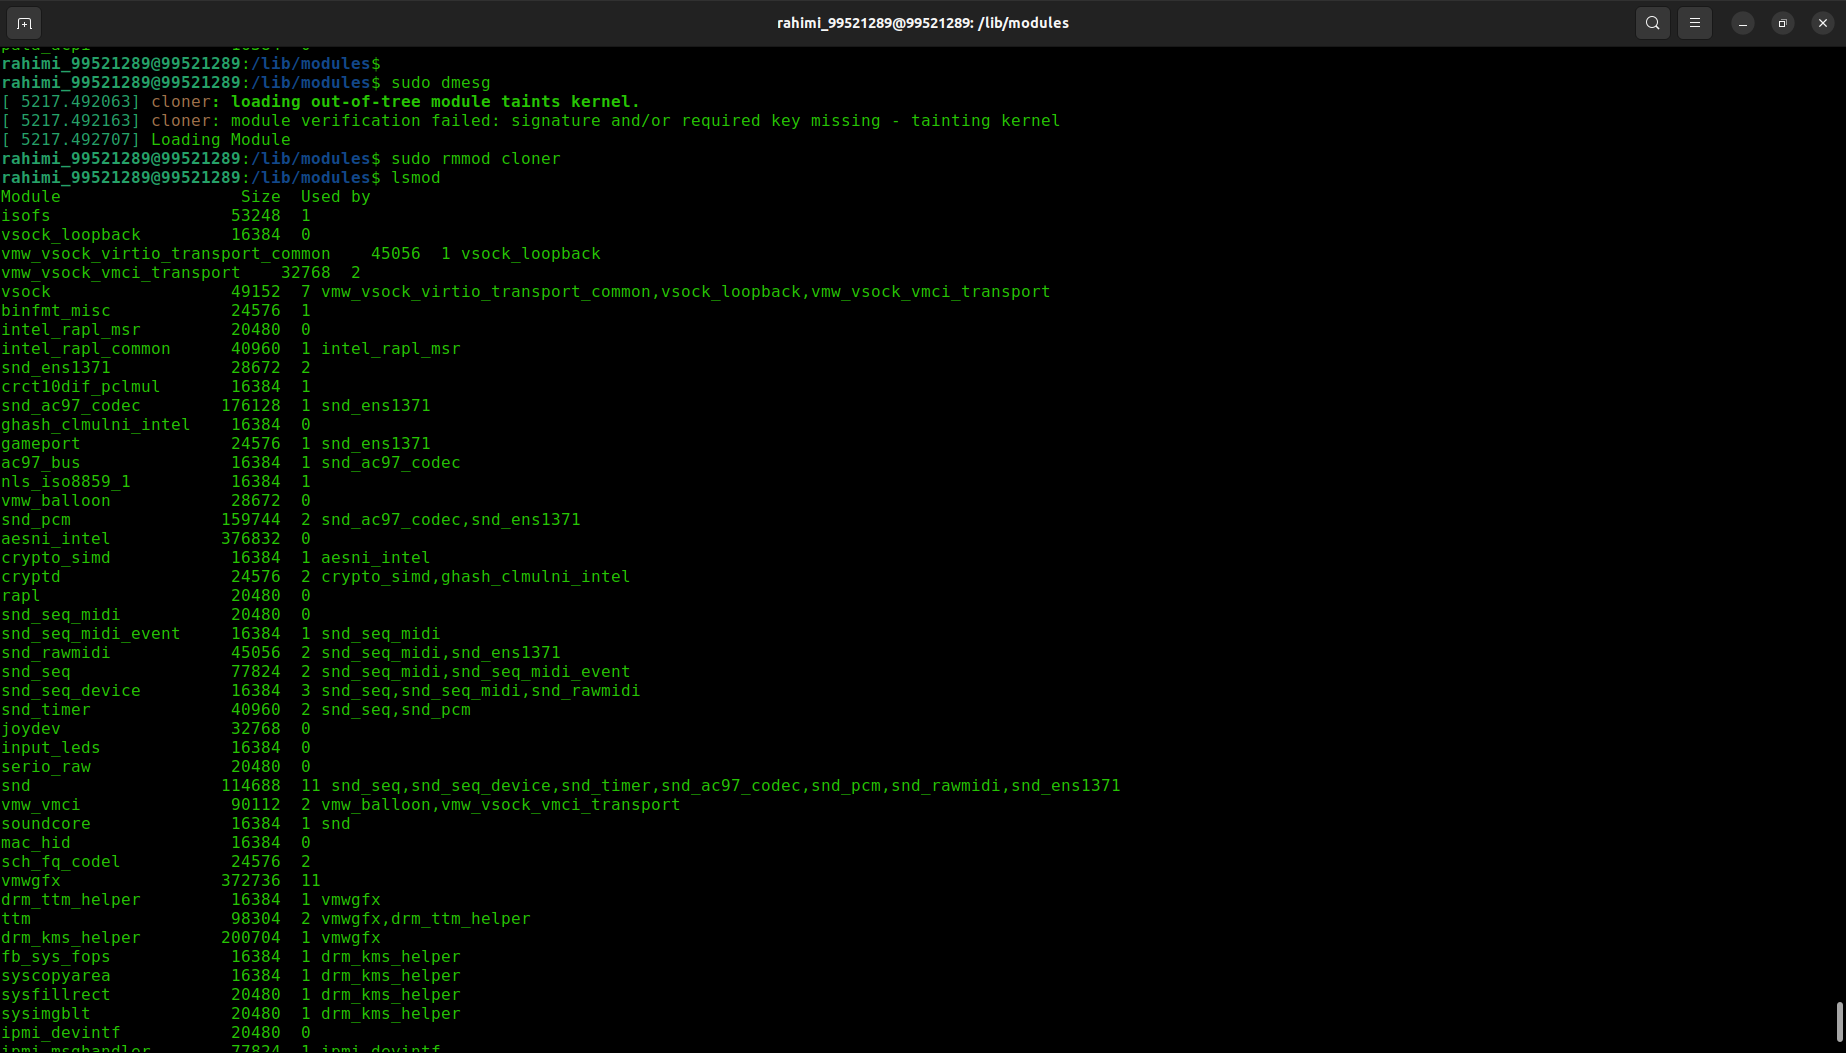 rahimi_99521289@99521289: /lib/modules
pata_acpi 16384 0
rahimi_99521289@99521289:/lib/modules$
rahimi_99521289@99521289:/lib/modules$ sudo dmesg
[ 5217.492063] cloner: loading out-of-tree module taints kernel.
[ 5217.492163] cloner: module verification failed: signature and/or required key missing - tainting kernel
[ 5217.492707] Loading Module
rahimi_99521289@99521289:/lib/modules$ sudo rmmod cloner
rahimi_99521289@99521289:/lib/modules$ lsmod
Module Size Used by
isofs 53248 1
vsock_loopback 16384 0
vmw_vsock_virtio_transport_common 45056 1 vsock_loopback
vmw_vsock_vmci_transport 32768 2
vsock 49152 7 vmw_vsock_virtio_transport_common,vsock_loopback,vmw_vsock_vmci_transport
binfmt_misc 24576 1
intel_rapl_msr 20480 0
intel_rapl_common 40960 1 intel_rapl_msr
snd_ens1371 28672 2
crct10dif_pclmul 16384 1
snd_ac97_codec 176128 1 snd_ens1371
ghash_clmulni_intel 16384 0
gameport 24576 1 snd_ens1371
ac97_bus 16384 1 snd_ac97_codec
nls_iso8859_1 16384 1
vmw_balloon 28672 0
snd_pcm 159744 2 snd_ac97_codec,snd_ens1371
aesni_intel 376832 0
crypto_simd 16384 1 aesni_intel
cryptd 24576 2 crypto_simd,ghash_clmulni_intel
rapl 20480 0
snd_seq_midi 20480 0
snd_seq_midi_event 16384 1 snd_seq_midi
snd_rawmidi 45056 2 snd_seq_midi,snd_ens1371
snd_seq 77824 2 snd_seq_midi,snd_seq_midi_event
snd_seq_device 16384 3 snd_seq,snd_seq_midi,snd_rawmidi
snd_timer 40960 2 snd_seq,snd_pcm
joydev 32768 0
input_leds 16384 0
serio_raw 20480 0
snd 114688 11 snd_seq,snd_seq_device,snd_timer,snd_ac97_codec,snd_pcm,snd_rawmidi,snd_ens1371
vmw_vmci 90112 2 vmw_balloon,vmw_vsock_vmci_transport
soundcore 16384 1 snd
mac_hid 16384 0
sch_fq_codel 24576 2
vmwgfx 372736 11
drm_ttm_helper 16384 1 vmwgfx
ttm 98304 2 vmwgfx,drm_ttm_helper
drm_kms_helper 200704 1 vmwgfx
fb_sys_fops 16384 1 drm_kms_helper
syscopyarea 16384 1 drm_kms_helper
sysfillrect 20480 1 drm_kms_helper
sysimgblt 20480 1 drm_kms_helper
ipmi_devintf 20480 0
ipmi_msghandler 77824 1 ipmi_devintf